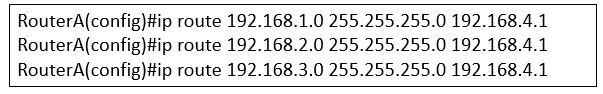 RouterA(config)#ip route 192.168.1.0 255.255.255.0 192.168.4.1
RouterA(config)#ip route 192.168.2.0 255.255.255.0 192.168.4.1
RouterA(config)#ip route 192.168.3.0 255.255.255.0 192.168.4.1